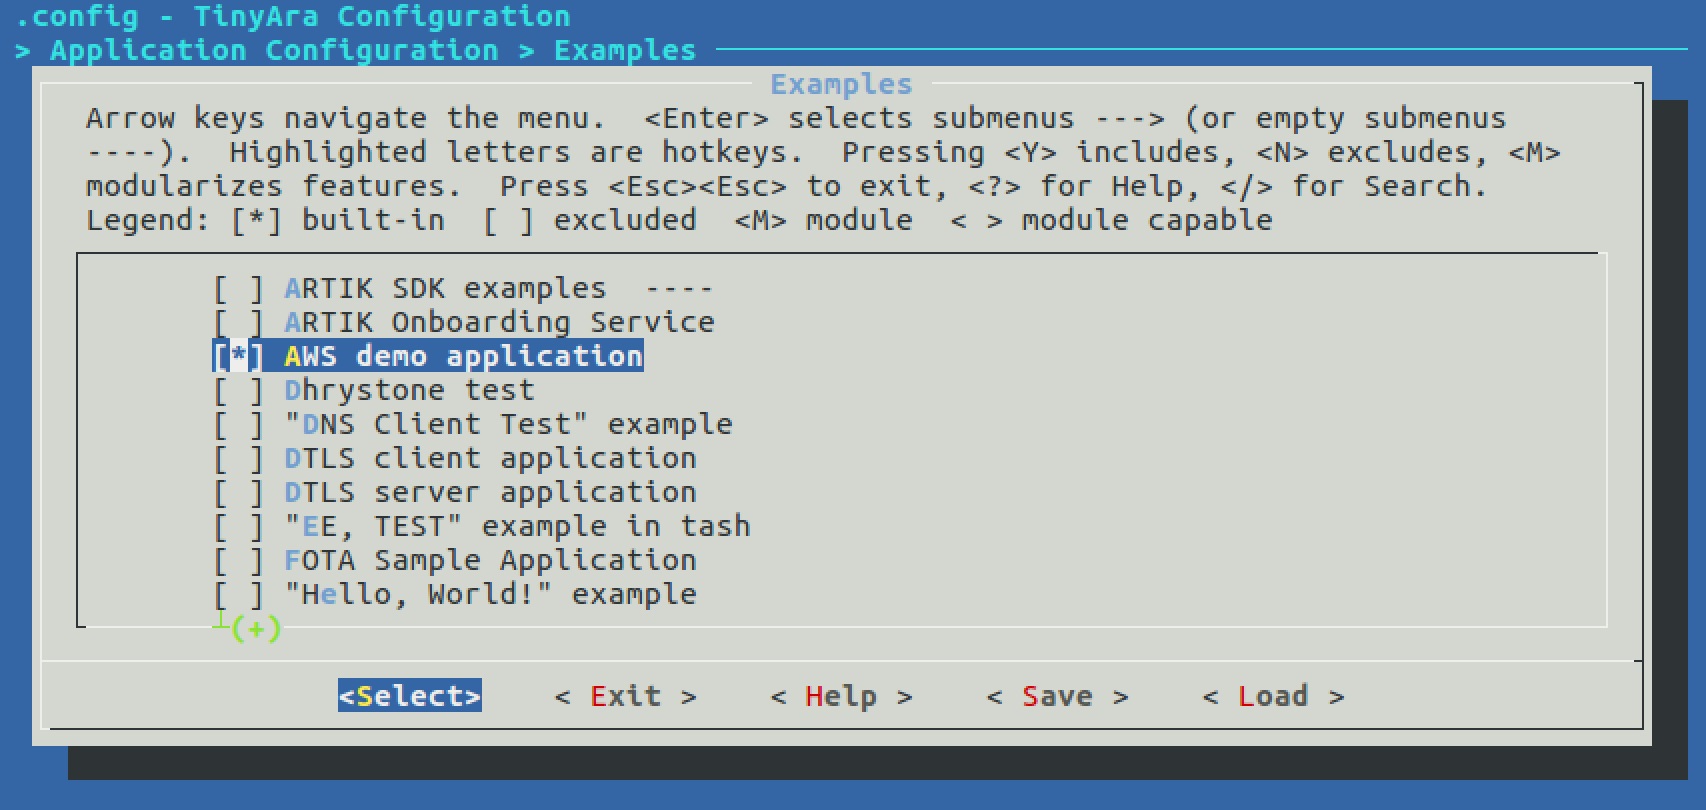 .config - TinyAra Configuration
> Application Configuration > Examples
Examples
Arrow keys navigate the menu.  <Enter> selects submenus ---> (or empty submenus
----).  Highlighted letters are hotkeys.  Pressing <Y> includes, <N> excludes, <M>
modularizes features.  Press <Esc><Esc> to exit, <?> for Help, </> for Search.
Legend: [*] built-in  [ ] excluded  <M> module  < > module capable
[ ] ARTIK SDK examples  ----
[ ] ARTIK Onboarding Service
[*] AWS demo application
[ ] Dhrystone test
[ ] "DNS Client Test" example
[ ] DTLS client application
[ ] DTLS server application
[ ] "EE, TEST" example in tash
[ ] FOTA Sample Application
[ ] "Hello, World!" example
┴(+)
<Select>    < Exit >    < Help >    < Save >    < Load >